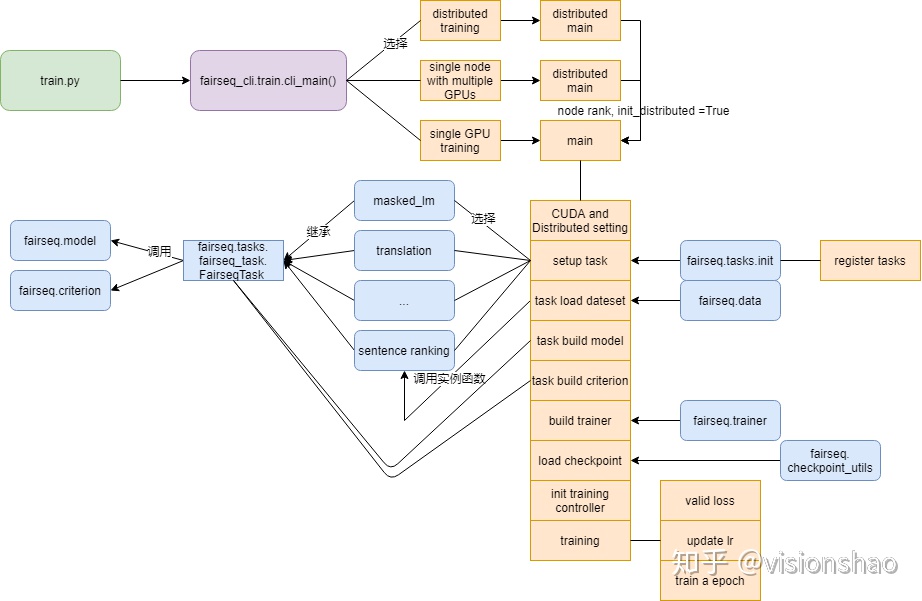 train.py
fairseq_cli.train.cli_main()
选择
distributed
training
distributed
main
single node
with multiple
GPUs
distributed
main
node rank, init_distributed =True
single GPU
training
main
masked_lm
translation
...
sentence ranking
选择
继承
调用
fairseq.model
fairseq.criterion
fairseq.tasks.
fairseq_task.
FairseqTask
调用实例函数
CUDA and
Distributed setting
setup task
task load dateset
task build model
task build criterion
build trainer
load checkpoint
init training
controller
training
fairseq.tasks.init
register tasks
fairseq.data
fairseq.trainer
fairseq.
checkpoint_utils
valid loss
update lr
train a epoch
知乎 @visionshao